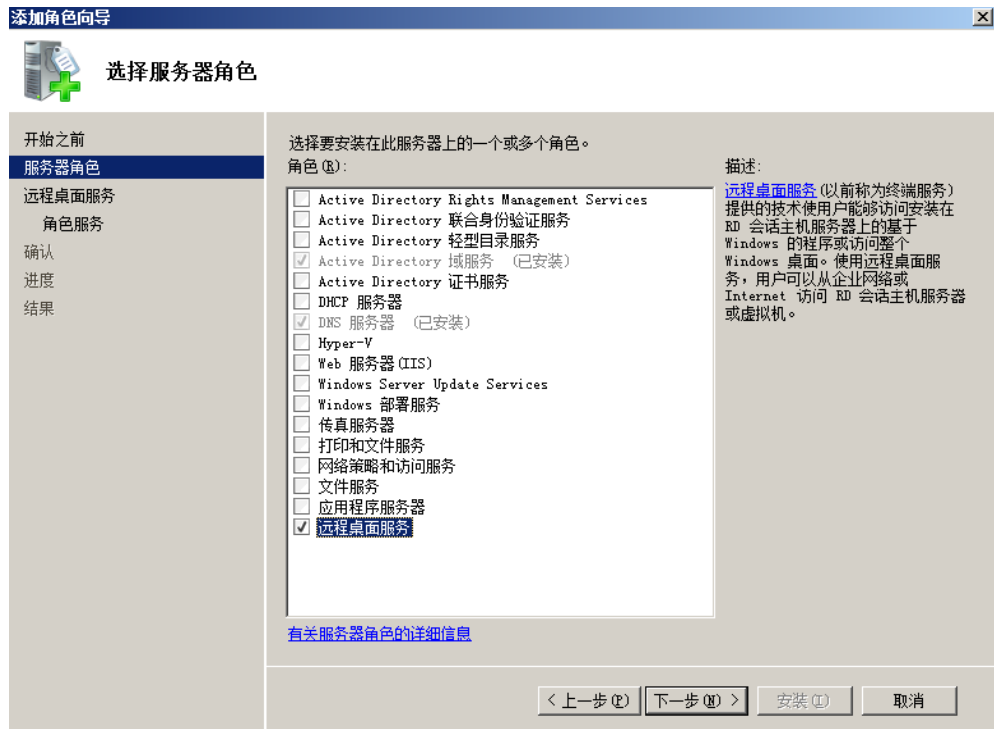 添加角色向导
选择服务器角色
开始之前
服务器角色
远程桌面服务
角色服务
确认
进度
结果
选择要安装在此服务器上的一个或多个角色。
角色(R):
Active Directory Rights Management Services
Active Directory 联合身份验证服务
Active Directory 轻型目录服务
Active Directory 域服务 (已安装)
Active Directory 证书服务
DHCP 服务器
DNS 服务器 (已安装)
Hyper-V
Web 服务器(IIS)
Windows Server Update Services
Windows 部署服务
传真服务器
打印和文件服务
网络策略和访问服务
文件服务
应用程序服务器
远程桌面服务
有关服务器角色的详细信息
描述:
远程桌面服务(以前称为终端服务)
提供的技术使用户能够访问安装在
RD 会话主机服务器上的基于
Windows 的程序或访问整个
Windows 桌面。使用远程桌面服
务，用户可以从企业网络或
Internet 访问 RD 会话主机服务器
或虚拟机。
< 上一步(P)
下一步(N) >
安装(I)
取消